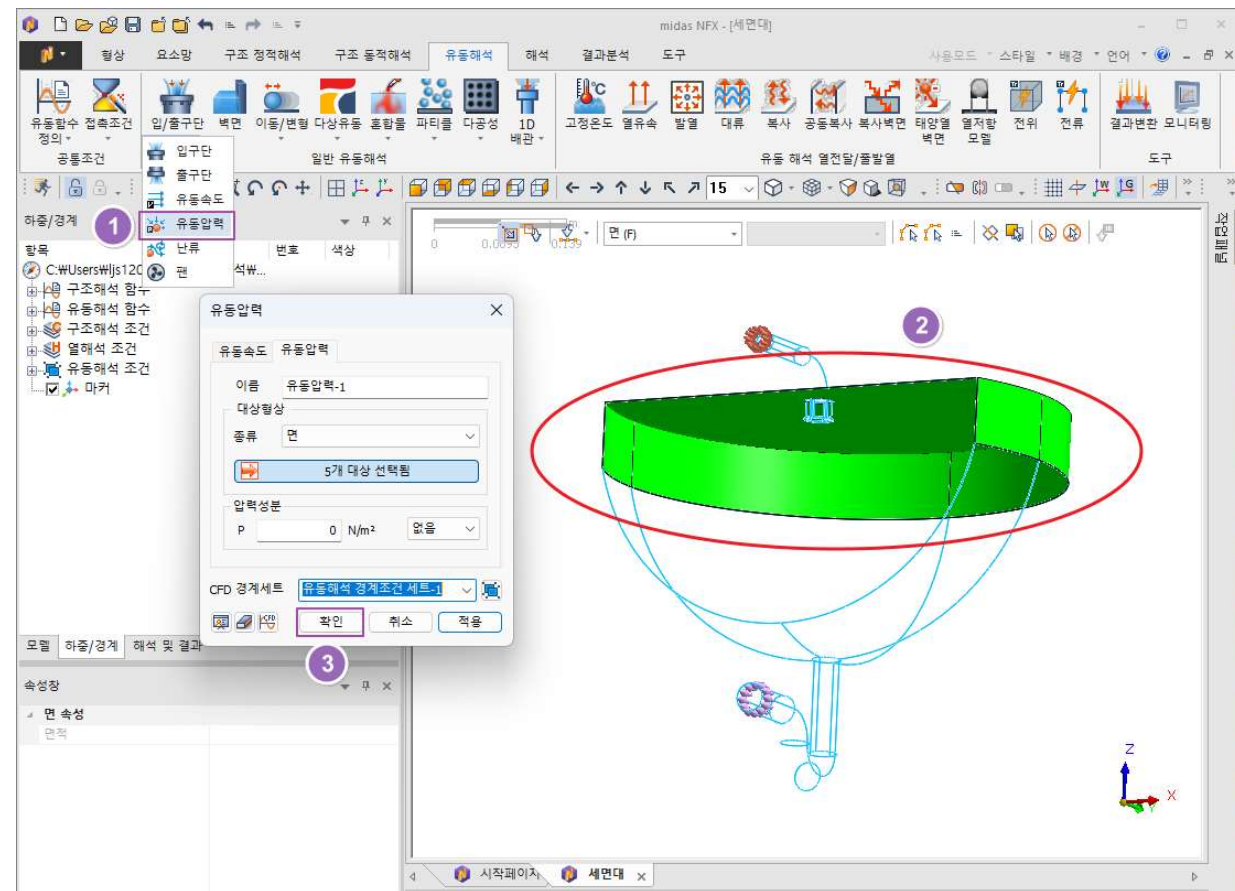 midas NFX - [세면대]
형상 요소망 구조 정적해석 구조 동적해석 유동해석 해석 결과분석 도구 사용모드 스타일 배경 언어
유동함수 접촉조건 입/출구단 벽면 이동/변형 다상유동 혼합물 파티클 다공성 1D 고정온도 열유속 발열 대류 복사 공동복사 복사벽면 태양열 열저항 전위 전류 결과변환 모니터링
정의 배관 벽면 모델
공통조건 일반 유동해석 유동 해석 열전달/줄발열 도구
입구단
출구단
유동속도
유동압력
난류
팬
15
1
하중/경계
항목 번호 색상
C:₩Users₩ljs120 석₩...
구조해석 함수
유동해석 함수
구조해석 조건
열해석 조건
유동해석 조건
마커
면 (F)
0
작업패널
2
유동압력
유동속도 유동압력
이름 유동압력-1
대상형상
종류 면
5개 대상 선택됨
압력성분
P 0 N/m² 없음
CFD 경계세트 유동해석 경계조건 세트-1
확인 취소 적용
3
모델 하중/경계 해석 및 결과
속성창
면 속성
면적
Z
X
Y
시작페이지 세면대